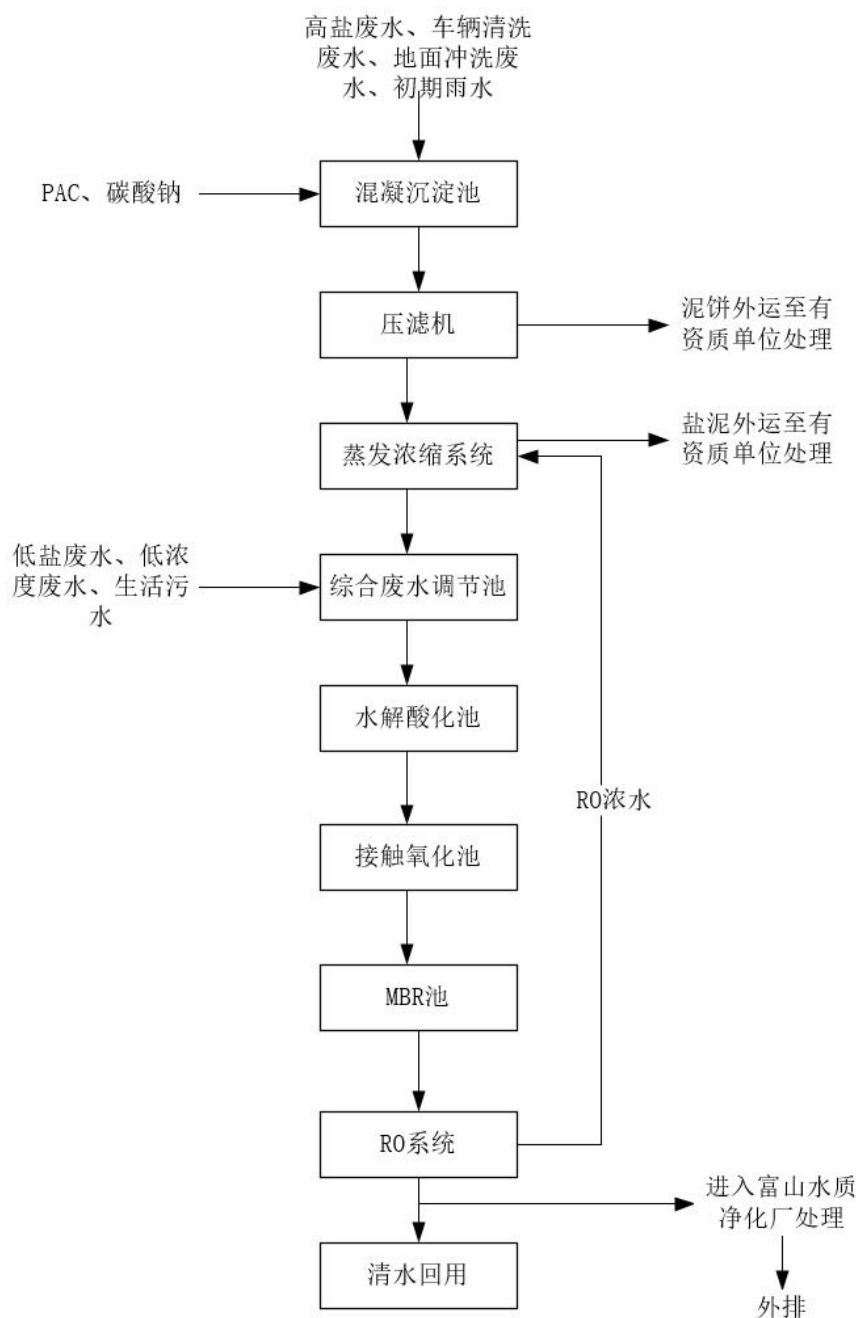 高盐废水、车辆清洗
废水、地面冲洗废
水、初期雨水
PAC、碳酸钠
混凝沉淀池
压滤机
泥饼外运至有
资质单位处理
蒸发浓缩系统
盐泥外运至有
资质单位处理
低盐废水、低浓
度废水、生活污
水
综合废水调节池
水解酸化池
RO浓水
接触氧化池
MBR池
RO系统
进入富山水质
净化厂处理
清水回用
外排